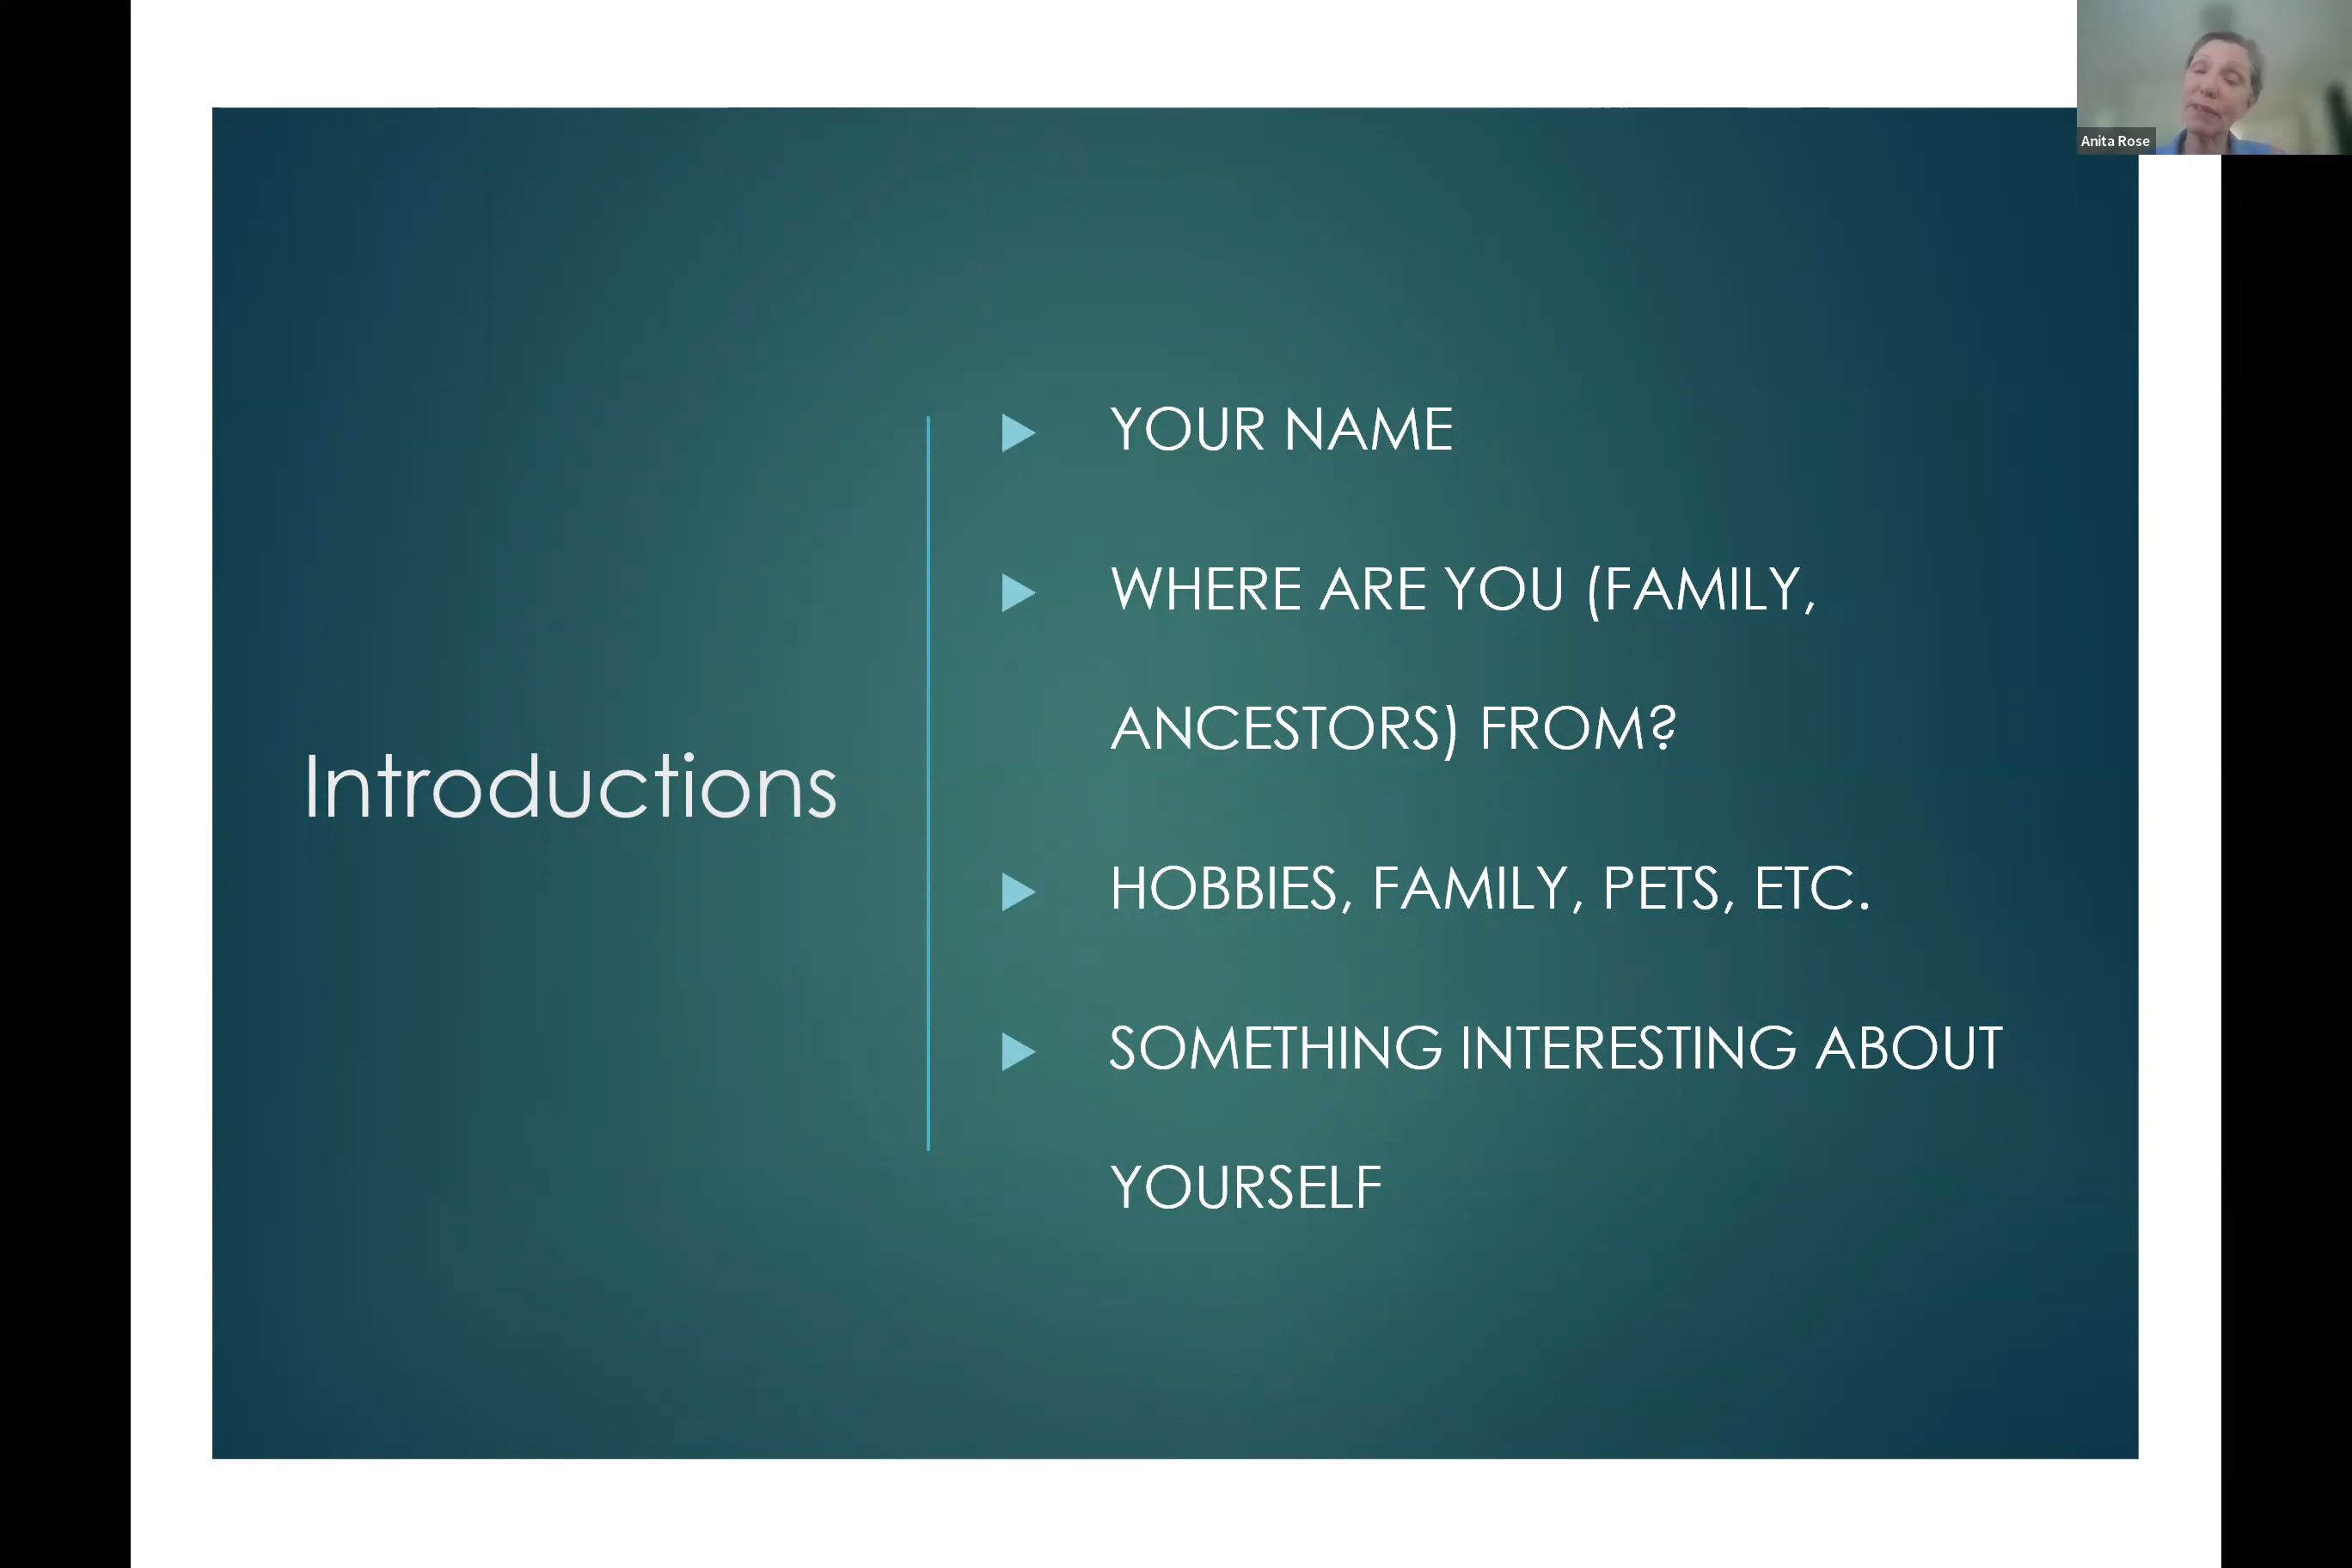 Anita Rose
Introductions
YOUR NAME
WHERE ARE YOU (FAMILY,
ANCESTORS) FROM?
HOBBIES, FAMILY, PETS, ETC.
SOMETHING INTERESTING ABOUT
YOURSELF